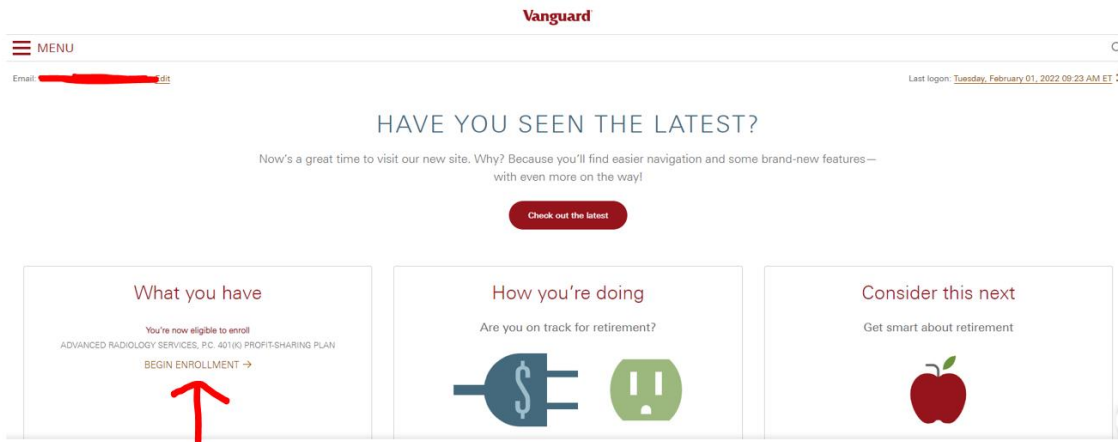 Vanguard
MENU
Email: Edit
Last logon: Tuesday, February 01, 2022 09:23 AM ET
HAVE YOU SEEN THE LATEST?
Now's a great time to visit our new site. Why? Because you'll find easier navigation and some brand-new features—
with even more on the way!
Check out the latest
What you have
You're now eligible to enroll
ADVANCED RADIOLOGY SERVICES, P.C. 401(K) PROFIT-SHARING PLAN
BEGIN ENROLLMENT →
How you're doing
Are you on track for retirement?
$
Consider this next
Get smart about retirement